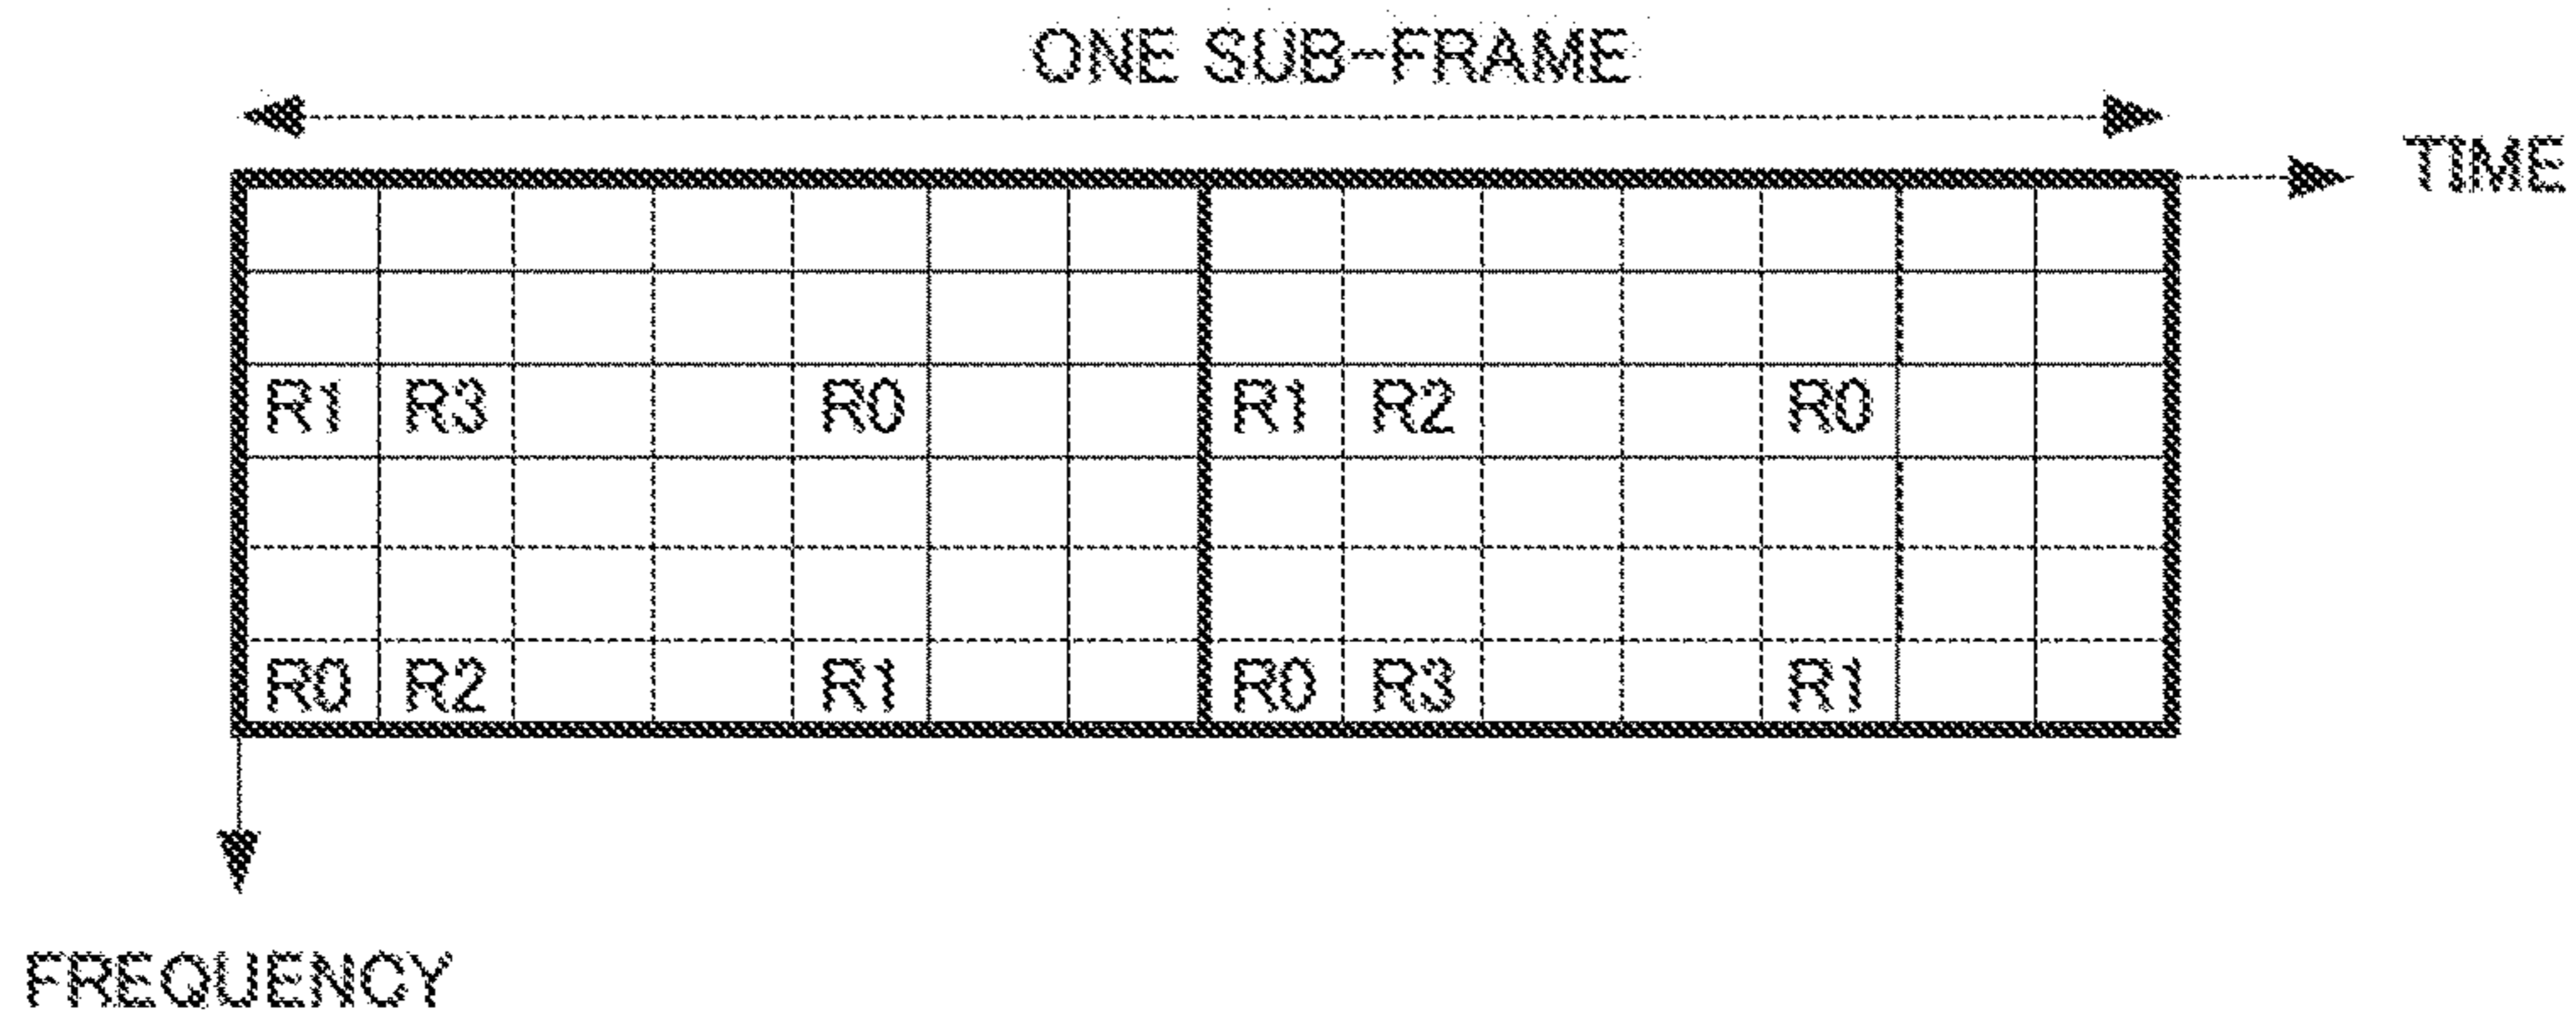 ONE SUB-FRAME
TIME
R1 R3 R0 R1 R2 R0
R0 R2 R1 R0 R3 R1
FREQUENCY